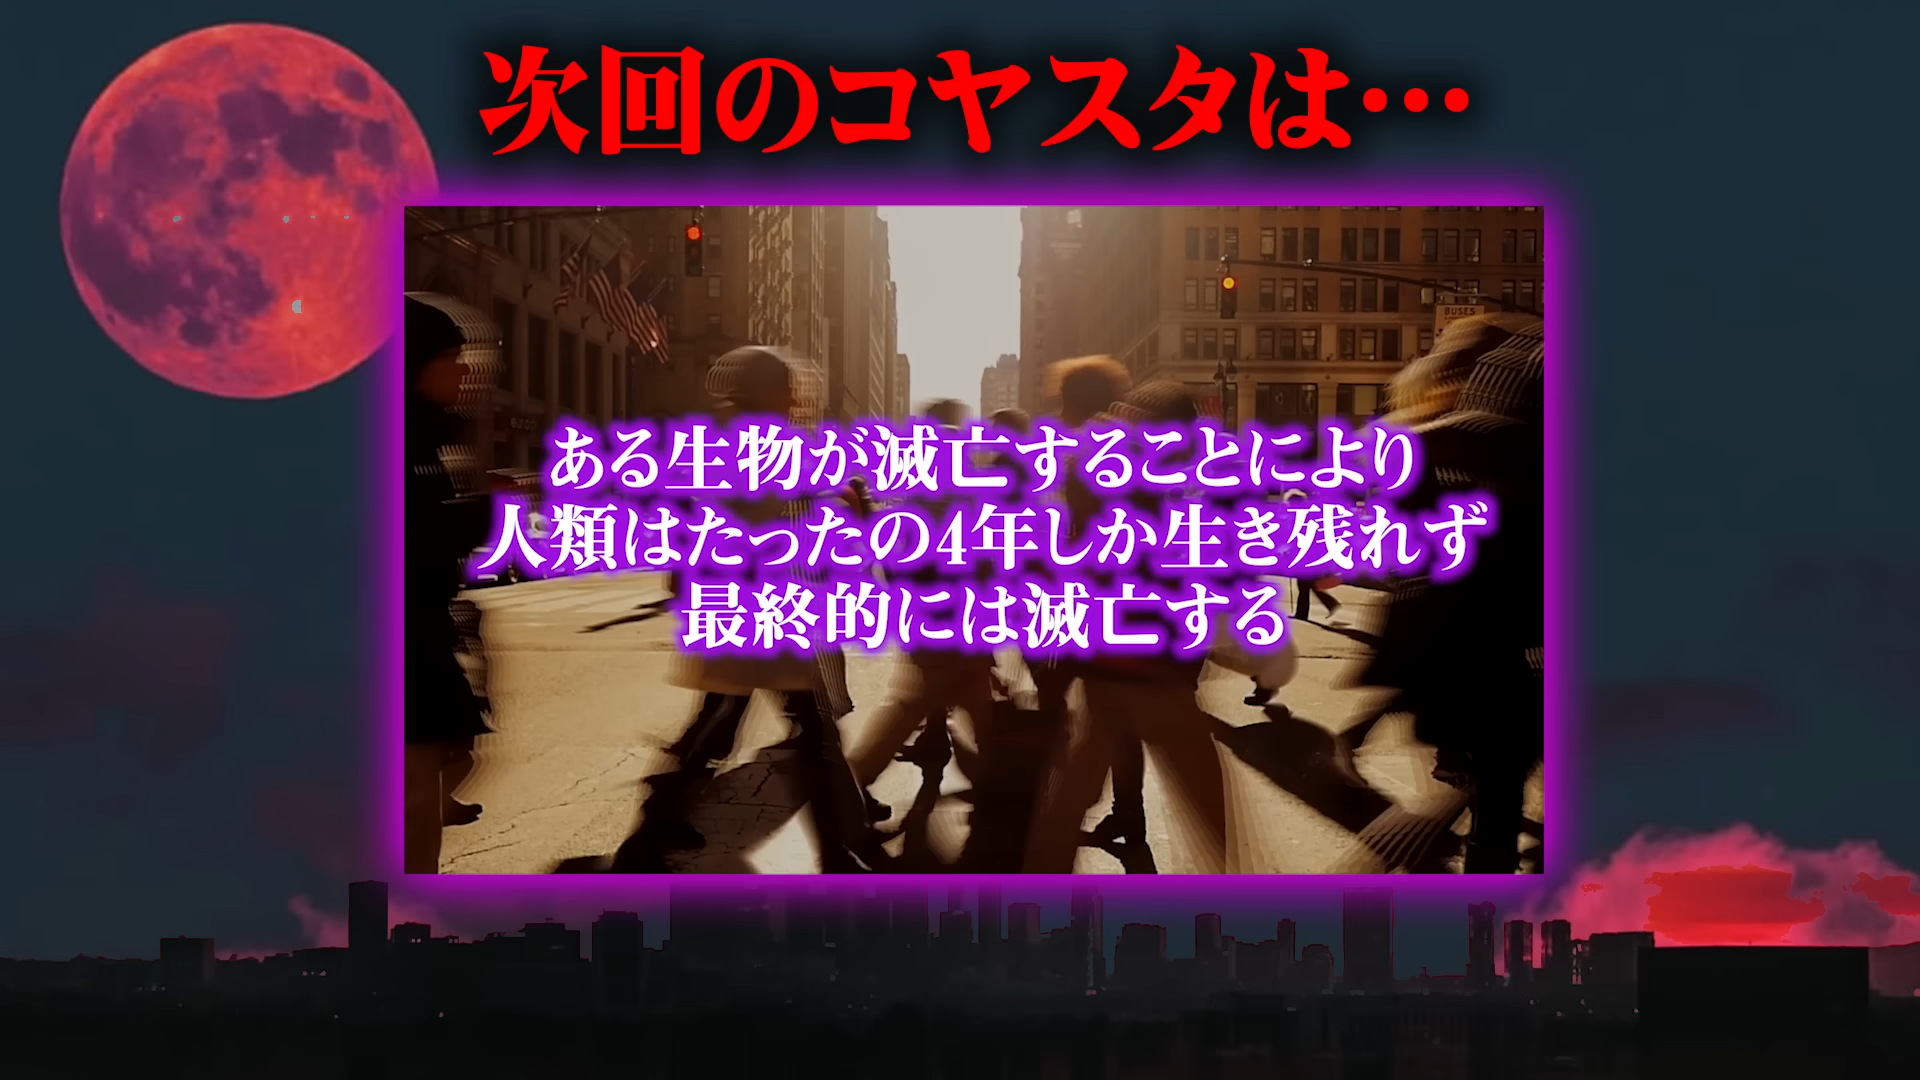 次回のコヤスタは…
BUSES
ある生物が滅亡することにより
人類はたったの4年しか生き残れず
最終的には滅亡する